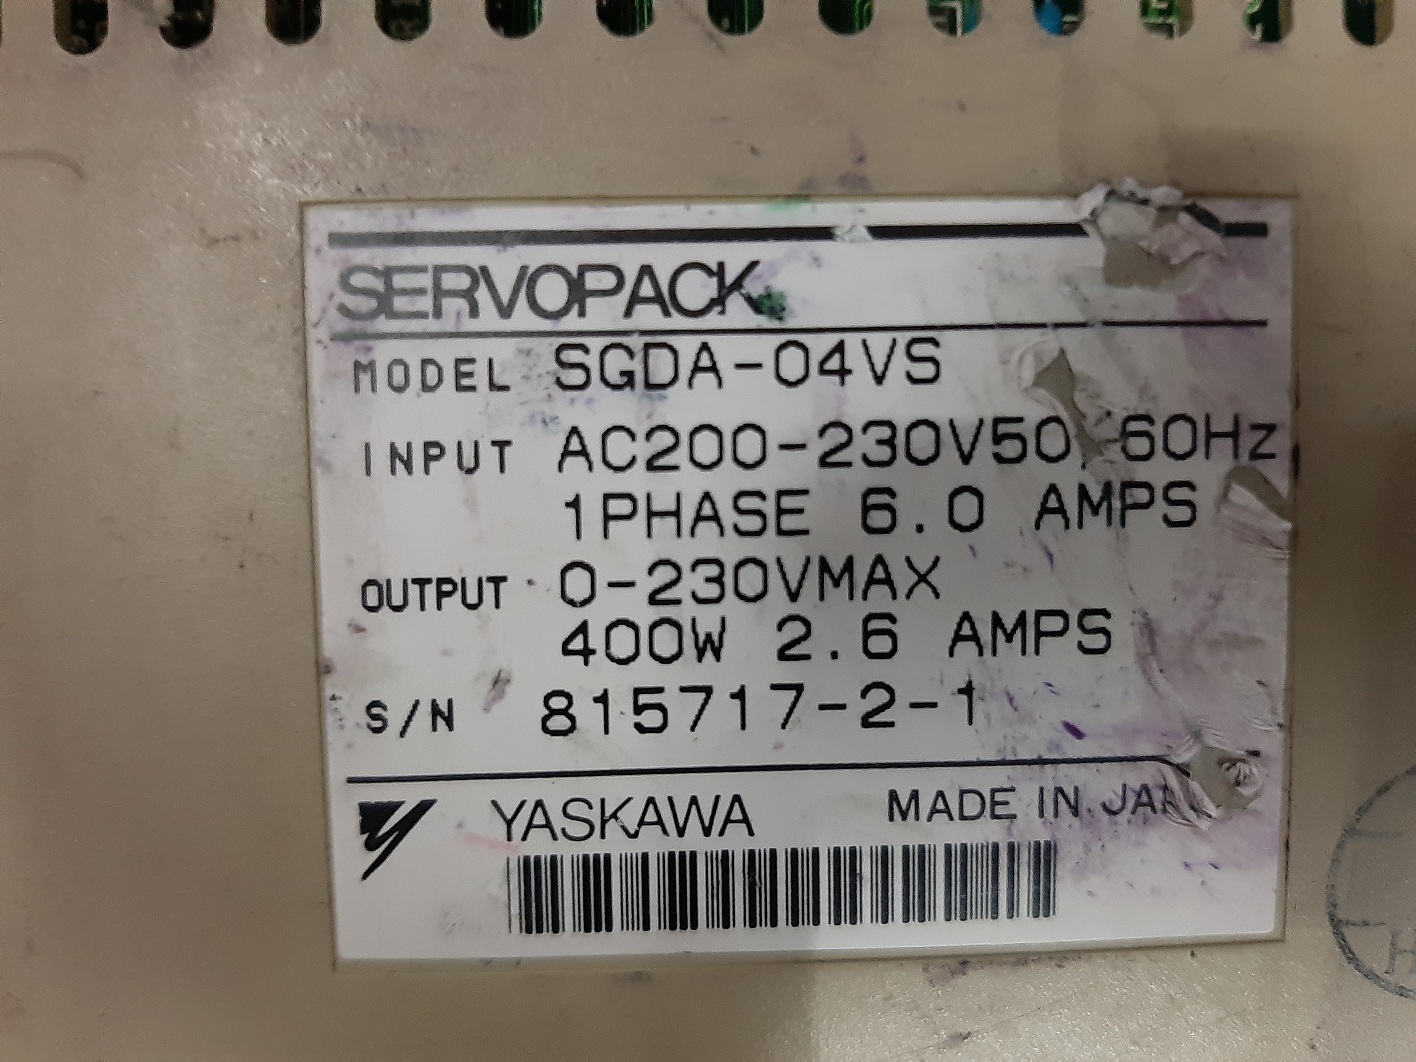 SERVOPACK
MODEL SGDA-04VS
INPUT AC200-230V50/60Hz
1PHASE 6.0 AMPS
OUTPUT 0-230VMAX
400W 2.6 AMPS
S/N 815717-2-1
YASKAWA MADE IN